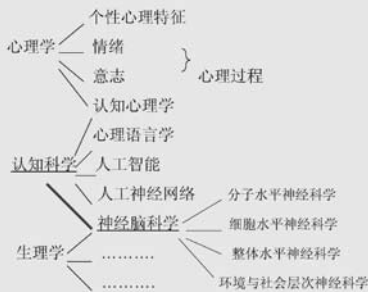 个性心理特征
心理学
情绪
意志
心理过程
认知心理学
心理语言学
认知科学
人工智能
人工神经网络
神经脑科学
分子水平神经科学
细胞水平神经科学
整体水平神经科学
环境与社会层次神经科学
生理学
……….
……….